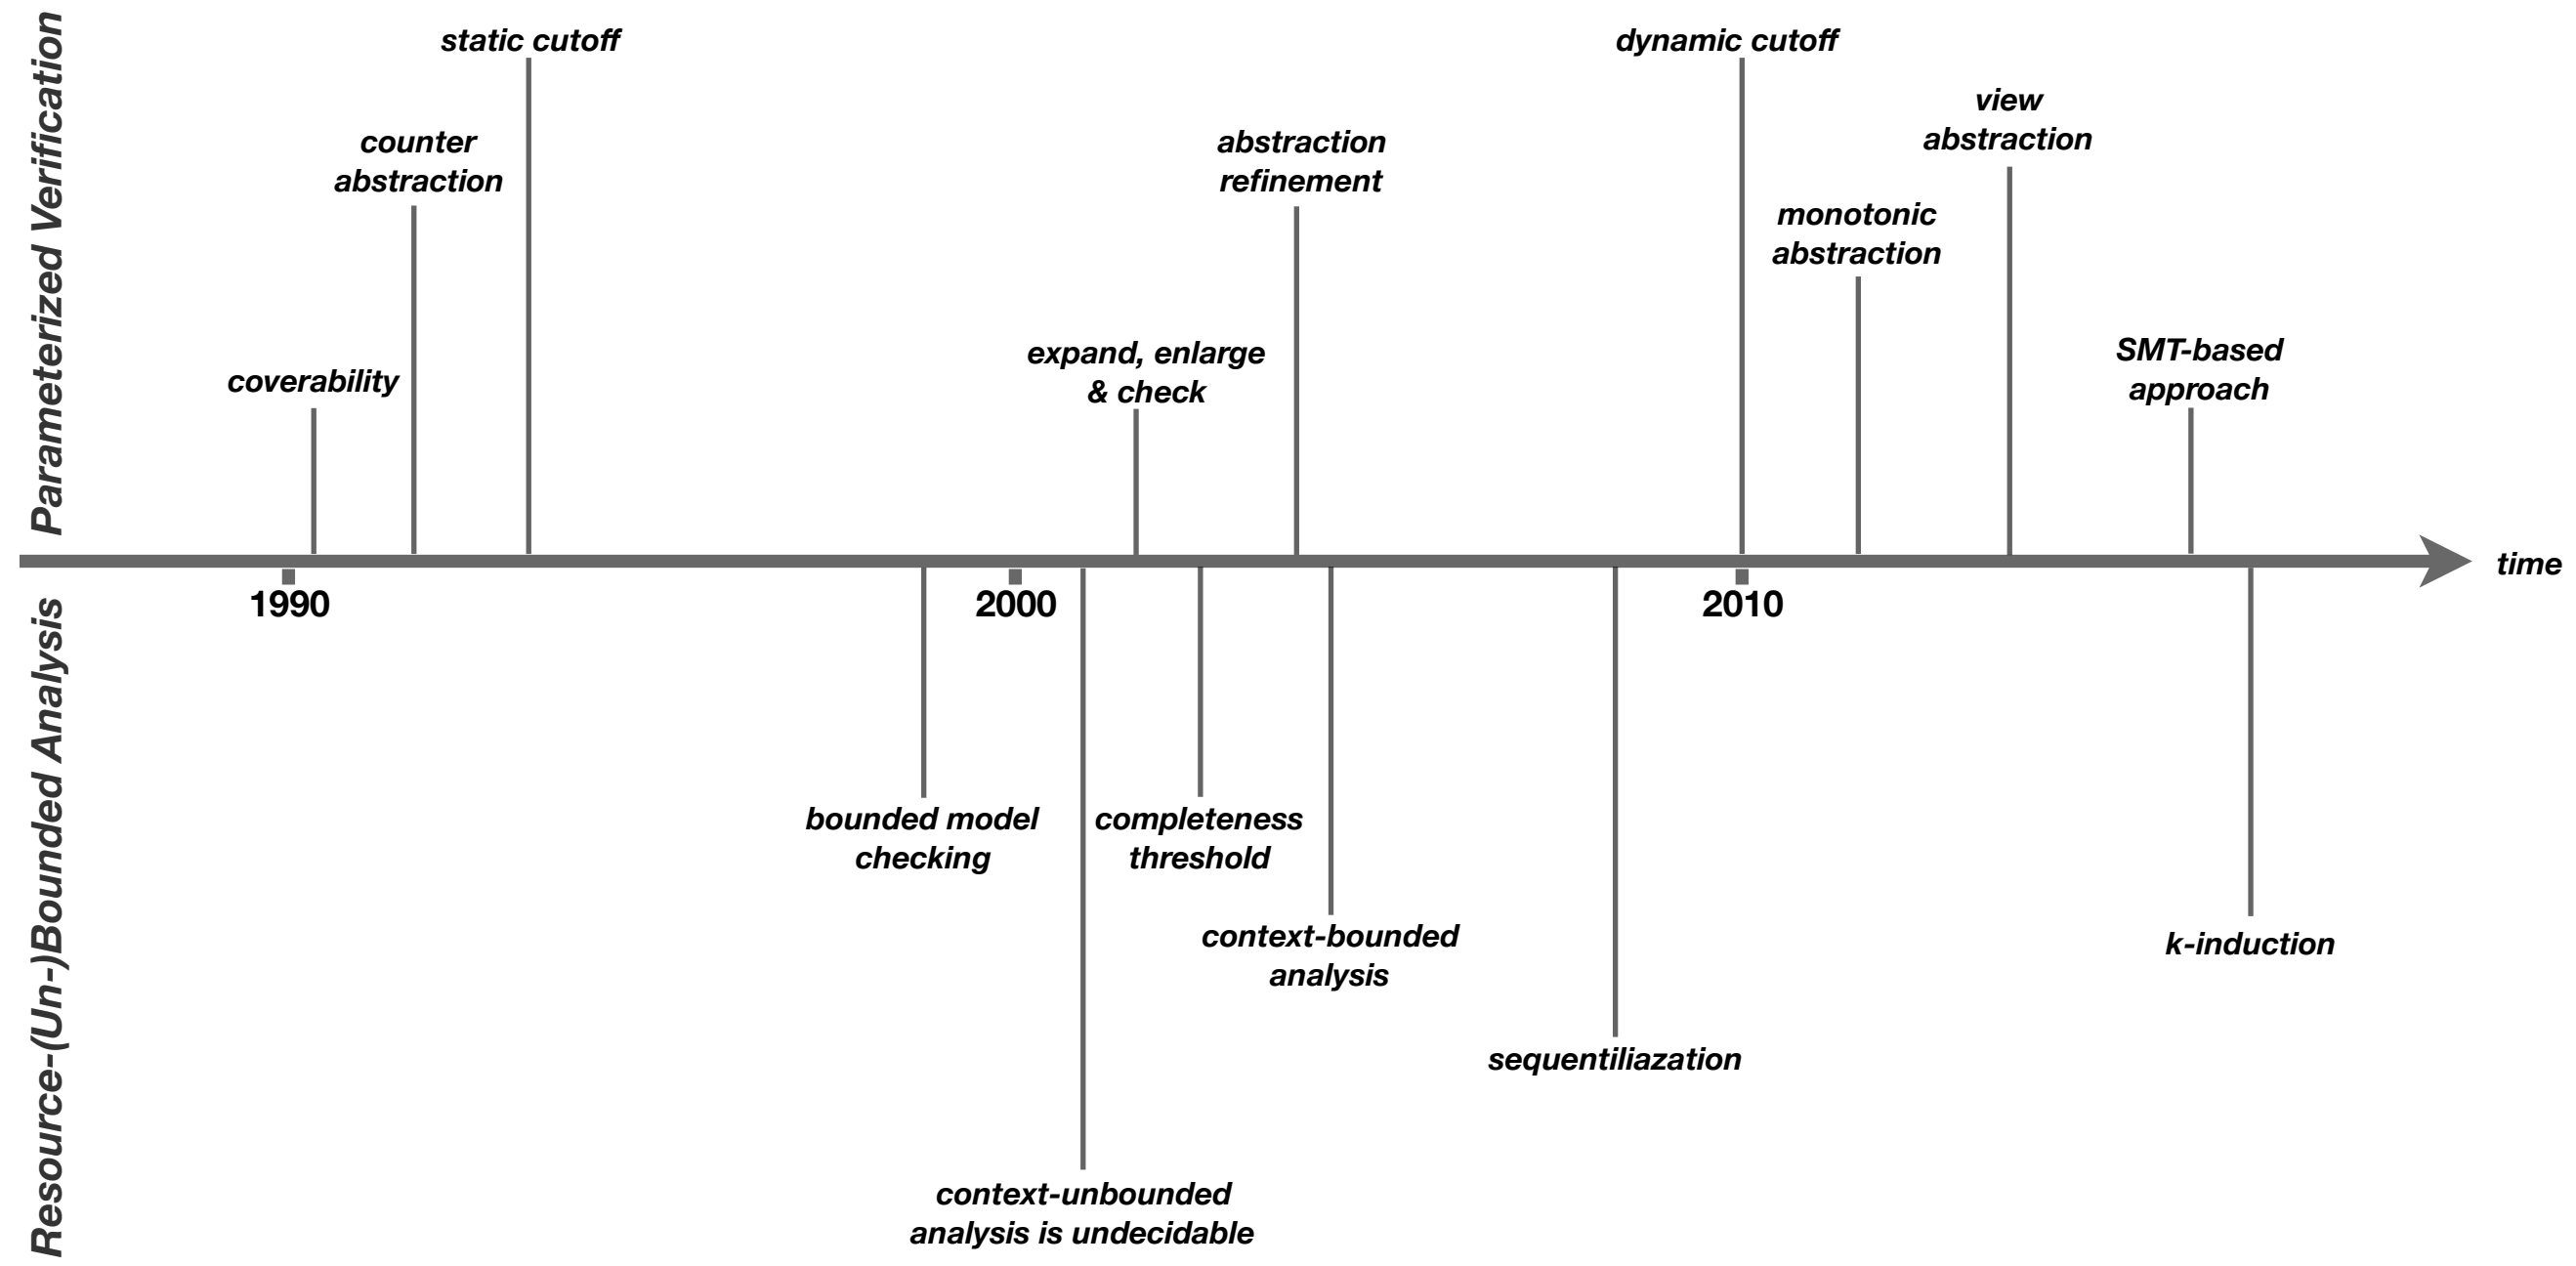 Parameterized Verification
static cutoff
dynamic cutoff
counter
abstraction
abstraction
refinement
view
abstraction
monotonic
abstraction
coverability
expand, enlarge
& check
SMT-based
approach
time
1990
2000
2010
Resource-(Un-)Bounded Analysis
bounded model
checking
completeness
threshold
context-bounded
analysis
k-induction
sequentiliazation
context-unbounded
analysis is undecidable